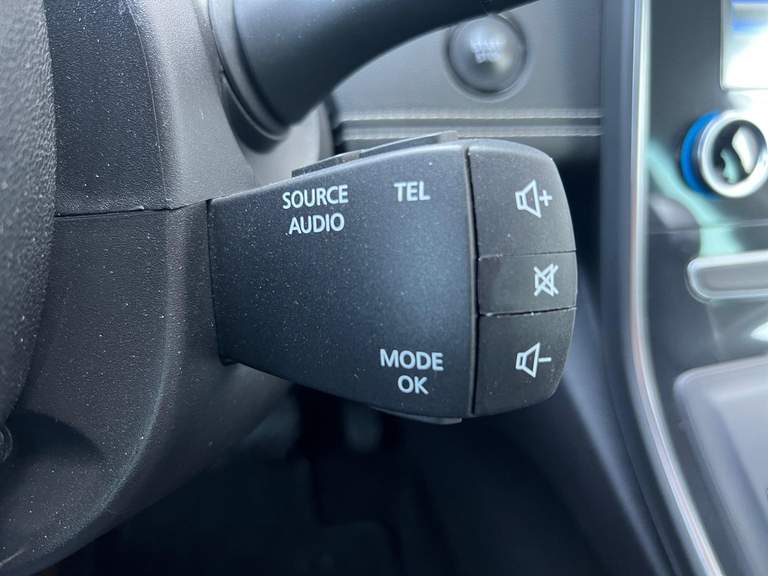 SOURCE
AUDIO
TEL
+
-
MODE
OK